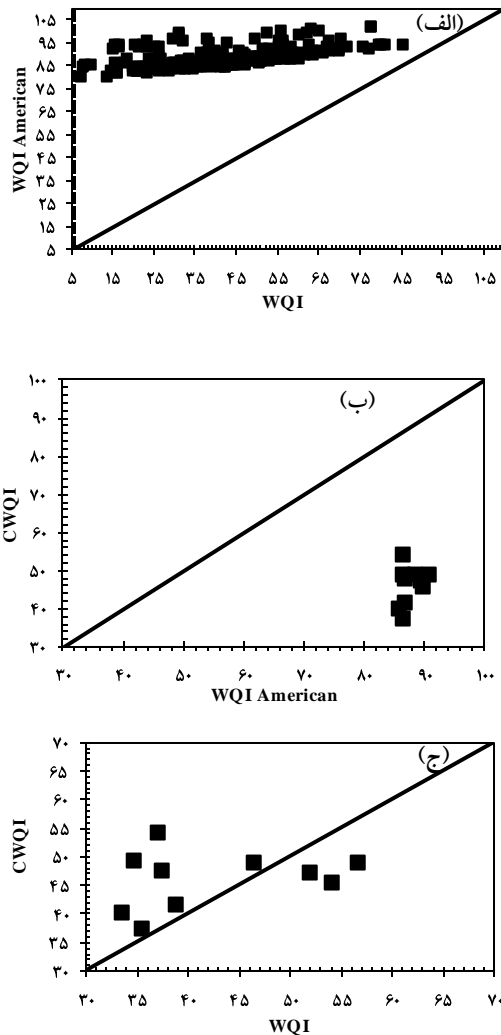 (الف)
WQI American
۱۰۵
۹۵
۸۵
۷۵
۶۵
۵۵
۴۵
۳۵
۲۵
۱۵
۵
۵ ۱۵ ۲۵ ۳۵ ۴۵ ۵۵ ۶۵ ۷۵ ۸۵ ۹۵ ۱۰۵
WQI
(ب)
CWQI
۱۰۰
۹۰
۸۰
۷۰
۶۰
۵۰
۴۰
۳۰
۳۰ ۴۰ ۵۰ ۶۰ ۷۰ ۸۰ ۹۰ ۱۰۰
WQI American
(ج)
CWQI
۷۰
۶۵
۶۰
۵۵
۵۰
۴۵
۴۰
۳۵
۳۰
۳۰ ۳۵ ۴۰ ۴۵ ۵۰ ۵۵ ۶۰ ۶۵ ۷۰
WQI